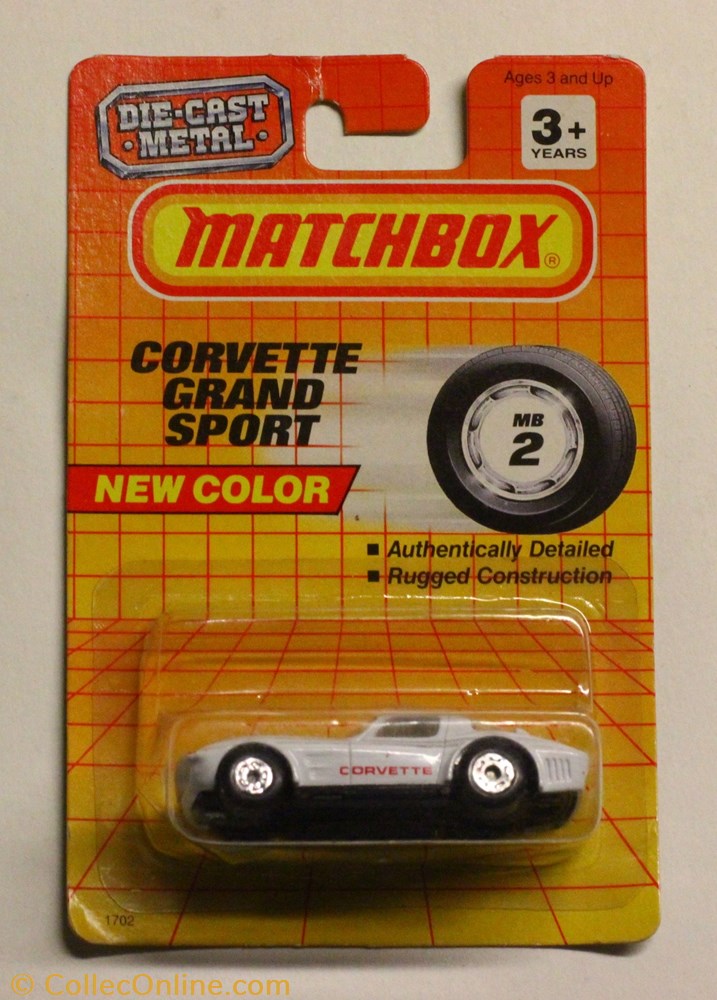 Ages 3 and Up
DIE-CAST
• METAL •
3+
YEARS
MATCHBOX®
CORVETTE
GRAND
SPORT
MB
2
NEW COLOR
■ Authentically Detailed
■ Rugged Construction
CORVETTE
1702
© CollecOnline.com